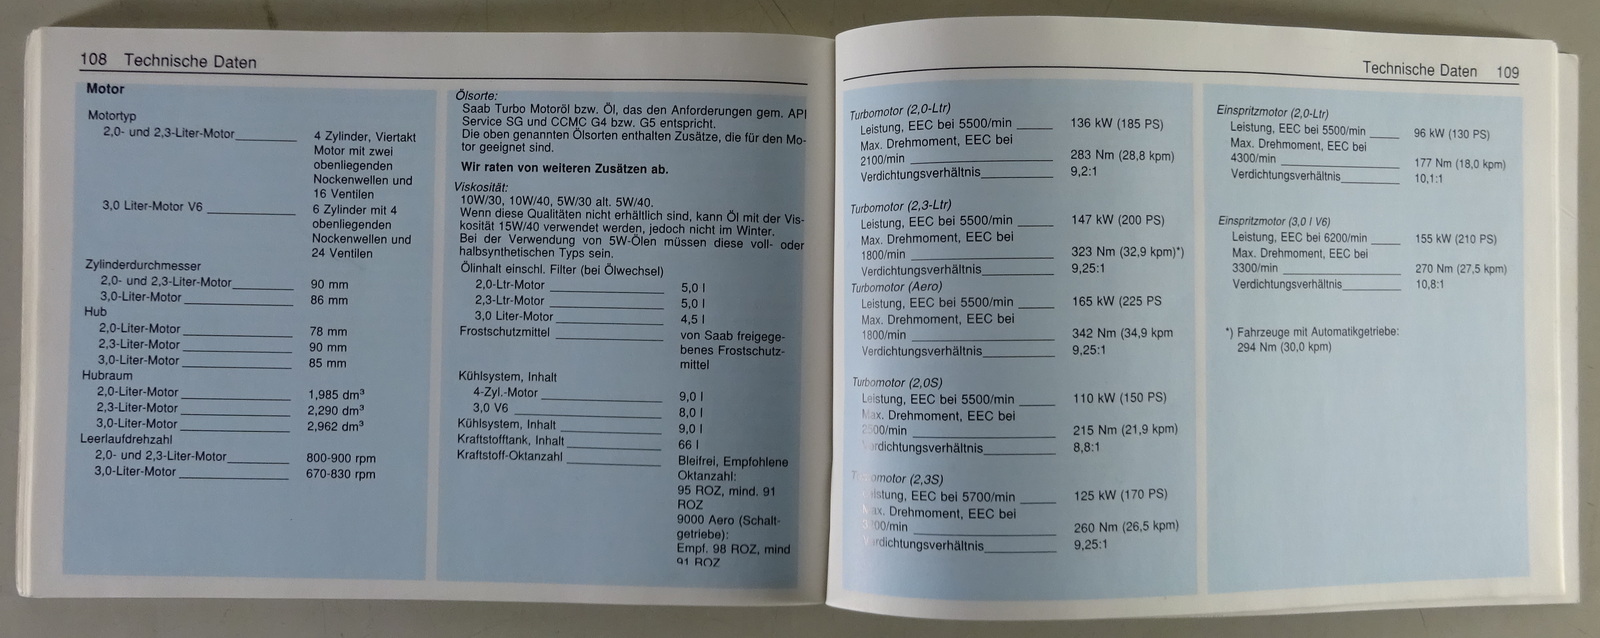 108 Technische Daten
Motor
Motortyp
2,0- und 2,3-Liter-Motor 4 Zylinder, Viertakt
Motor mit zwei
obenliegenden
Nockenwellen und
16 Ventilen
3,0 Liter-Motor V6 6 Zylinder mit 4
obenliegenden
Nockenwellen und
24 Ventilen
Zylinderdurchmesser
2,0- und 2,3-Liter-Motor 90 mm
3,0-Liter-Motor 86 mm
Hub
2,0-Liter-Motor 78 mm
2,3-Liter-Motor 90 mm
3,0-Liter-Motor 85 mm
Hubraum
2,0-Liter-Motor 1,985 dm³
2,3-Liter-Motor 2,290 dm³
3,0-Liter-Motor 2,962 dm³
Leerlaufdrehzahl
2,0- und 2,3-Liter-Motor 800-900 rpm
3,0-Liter-Motor 670-830 rpm
Ölsorte:
Saab Turbo Motoröl bzw. Öl, das den Anforderungen gem. API
Service SG und CCMC G4 bzw. G5 entspricht.
Die oben genannten Ölsorten enthalten Zusätze, die für den Mo-
tor geeignet sind.
Wir raten von weiteren Zusätzen ab.
Viskosität:
10W/30, 10W/40, 5W/30 alt. 5W/40.
Wenn diese Qualitäten nicht erhältlich sind, kann Öl mit der Vis-
kosität 15W/40 verwendet werden, jedoch nicht im Winter.
Bei der Verwendung von 5W-Ölen müssen diese voll- oder
halbsynthetischen Typs sein.
Ölinhalt einschl. Filter (bei Ölwechsel)
2,0-Ltr-Motor 5,0 l
2,3-Ltr-Motor 5,0 l
3,0 Liter-Motor 4,5 l
Frostschutzmittel von Saab freigege-
benes Frostschutz-
mittel
Kühlsystem, Inhalt
4-Zyl.-Motor 9,0 l
3,0 V6 8,0 l
Kühlsystem, Inhalt 9,0 l
Kraftstofftank, Inhalt 66 l
Kraftstoff-Oktanzahl Bleifrei, Empfohlene
Oktanzahl:
95 ROZ, mind. 91
ROZ
9000 Aero (Schalt-
getriebe):
Empf. 98 ROZ, mind
91 ROZ
Technische Daten 109
Turbomotor (2,0-Ltr)
Leistung, EEC bei 5500/min 136 kW (185 PS)
Max. Drehmoment, EEC bei
2100/min 283 Nm (28,8 kpm)
Verdichtungsverhältnis 9,2:1
Turbomotor (2,3-Ltr)
Leistung, EEC bei 5500/min 147 kW (200 PS)
Max. Drehmoment, EEC bei
1800/min 323 Nm (32,9 kpm)*)
Verdichtungsverhältnis 9,25:1
Turbomotor (Aero)
Leistung, EEC bei 5500/min 165 kW (225 PS
Max. Drehmoment, EEC bei
1800/min 342 Nm (34,9 kpm
Verdichtungsverhältnis 9,25:1
Turbomotor (2,0S)
Leistung, EEC bei 5500/min 110 kW (150 PS)
Max. Drehmoment, EEC bei
2500/min 215 Nm (21,9 kpm)
Verdichtungsverhältnis 8,8:1
Turbomotor (2,3S)
Leistung, EEC bei 5700/min 125 kW (170 PS)
Max. Drehmoment, EEC bei
260 Nm (26,5 kpm)
Verdichtungsverhältnis 9,25:1
Einspritzmotor (2,0-Ltr)
Leistung, EEC bei 5500/min 96 kW (130 PS)
Max. Drehmoment, EEC bei
4300/min 177 Nm (18,0 kpm)
Verdichtungsverhältnis 10,1:1
Einspritzmotor (3,0 l V6)
Leistung, EEC bei 6200/min 155 kW (210 PS)
Max. Drehmoment, EEC bei
3300/min 270 Nm (27,5 kpm)
Verdichtungsverhältnis 10,8:1
*) Fahrzeuge mit Automatikgetriebe:
294 Nm (30,0 kpm)